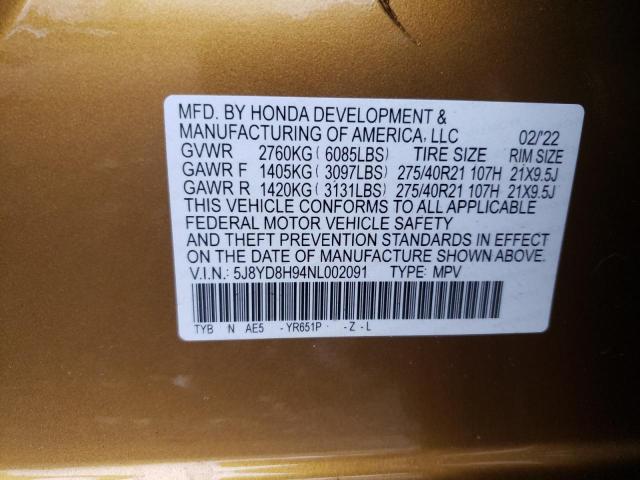 MFD. BY HONDA DEVELOPMENT &
MANUFACTURING OF AMERICA, LLC 02/'22
GVWR 2760KG ( 6085LBS) TIRE SIZE RIM SIZE
GAWR F 1405KG ( 3097LBS) 275/40R21 107H 21X9.5J
GAWR R 1420KG ( 3131LBS) 275/40R21 107H 21X9.5J
THIS VEHICLE CONFORMS TO ALL APPLICABLE
FEDERAL MOTOR VEHICLE SAFETY
AND THEFT PREVENTION STANDARDS IN EFFECT
ON THE DATE OF MANUFACTURE SHOWN ABOVE.
V.I.N.: 5J8YD8H94NL002091 TYPE: MPV
TYB N AE5 - YR651P - Z - L